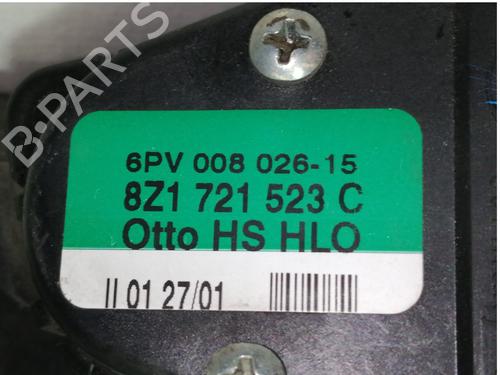 B-PARTS
6PV 008 026-15
8Z1 721 523 C
Otto HS HLO
II 01 27/01